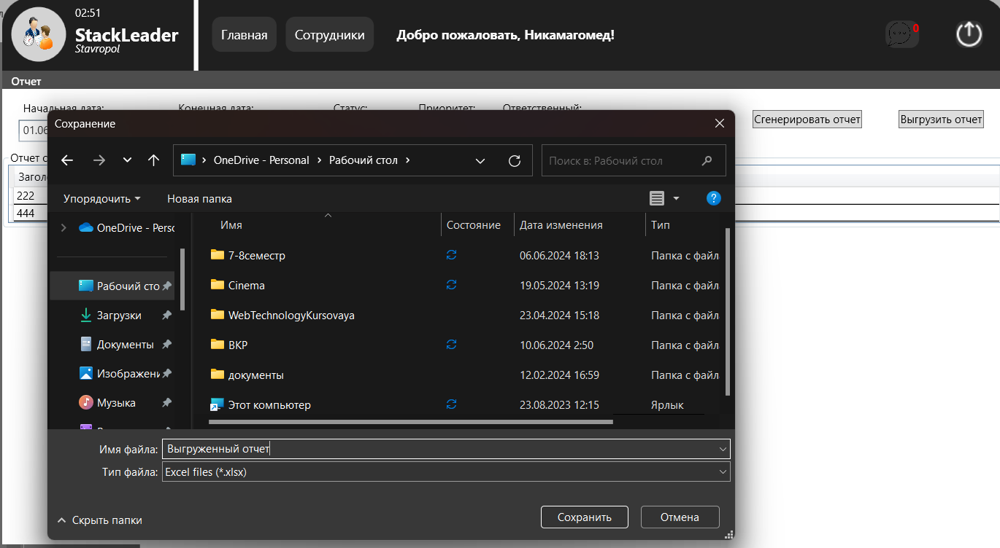 02:51
StackLeader
Stavropol
Главная
Сотрудники
Добро пожаловать, Никамагомед!
0
Отчет
Начальная дата:
Конечная дата:
Статус:
Приоритет:
Ответственный:
01.06
Сгенерировать отчет
Выгрузить отчет
Отчет
222
444
Сохранение
OneDrive - Personal
Рабочий стол
Поиск в: Рабочий стол
Упорядочить
Новая папка
?
OneDrive - Perso
Рабочий сто
Загрузки
Документы
Изображени
Музыка
Имя Состояние Дата изменения Тип
7-8семестр 06.06.2024 18:13 Папка с файл
Cinema 19.05.2024 13:19 Папка с файл
WebTechnologyKursovaya 23.04.2024 15:18 Папка с файл
ВКР 10.06.2024 2:50 Папка с файл
документы 12.02.2024 16:59 Папка с файл
Этот компьютер 23.08.2023 12:15 Ярлык
Имя файла: Выгруженный отчет
Тип файла: Excel files (*.xlsx)
Скрыть папки
Сохранить
Отмена